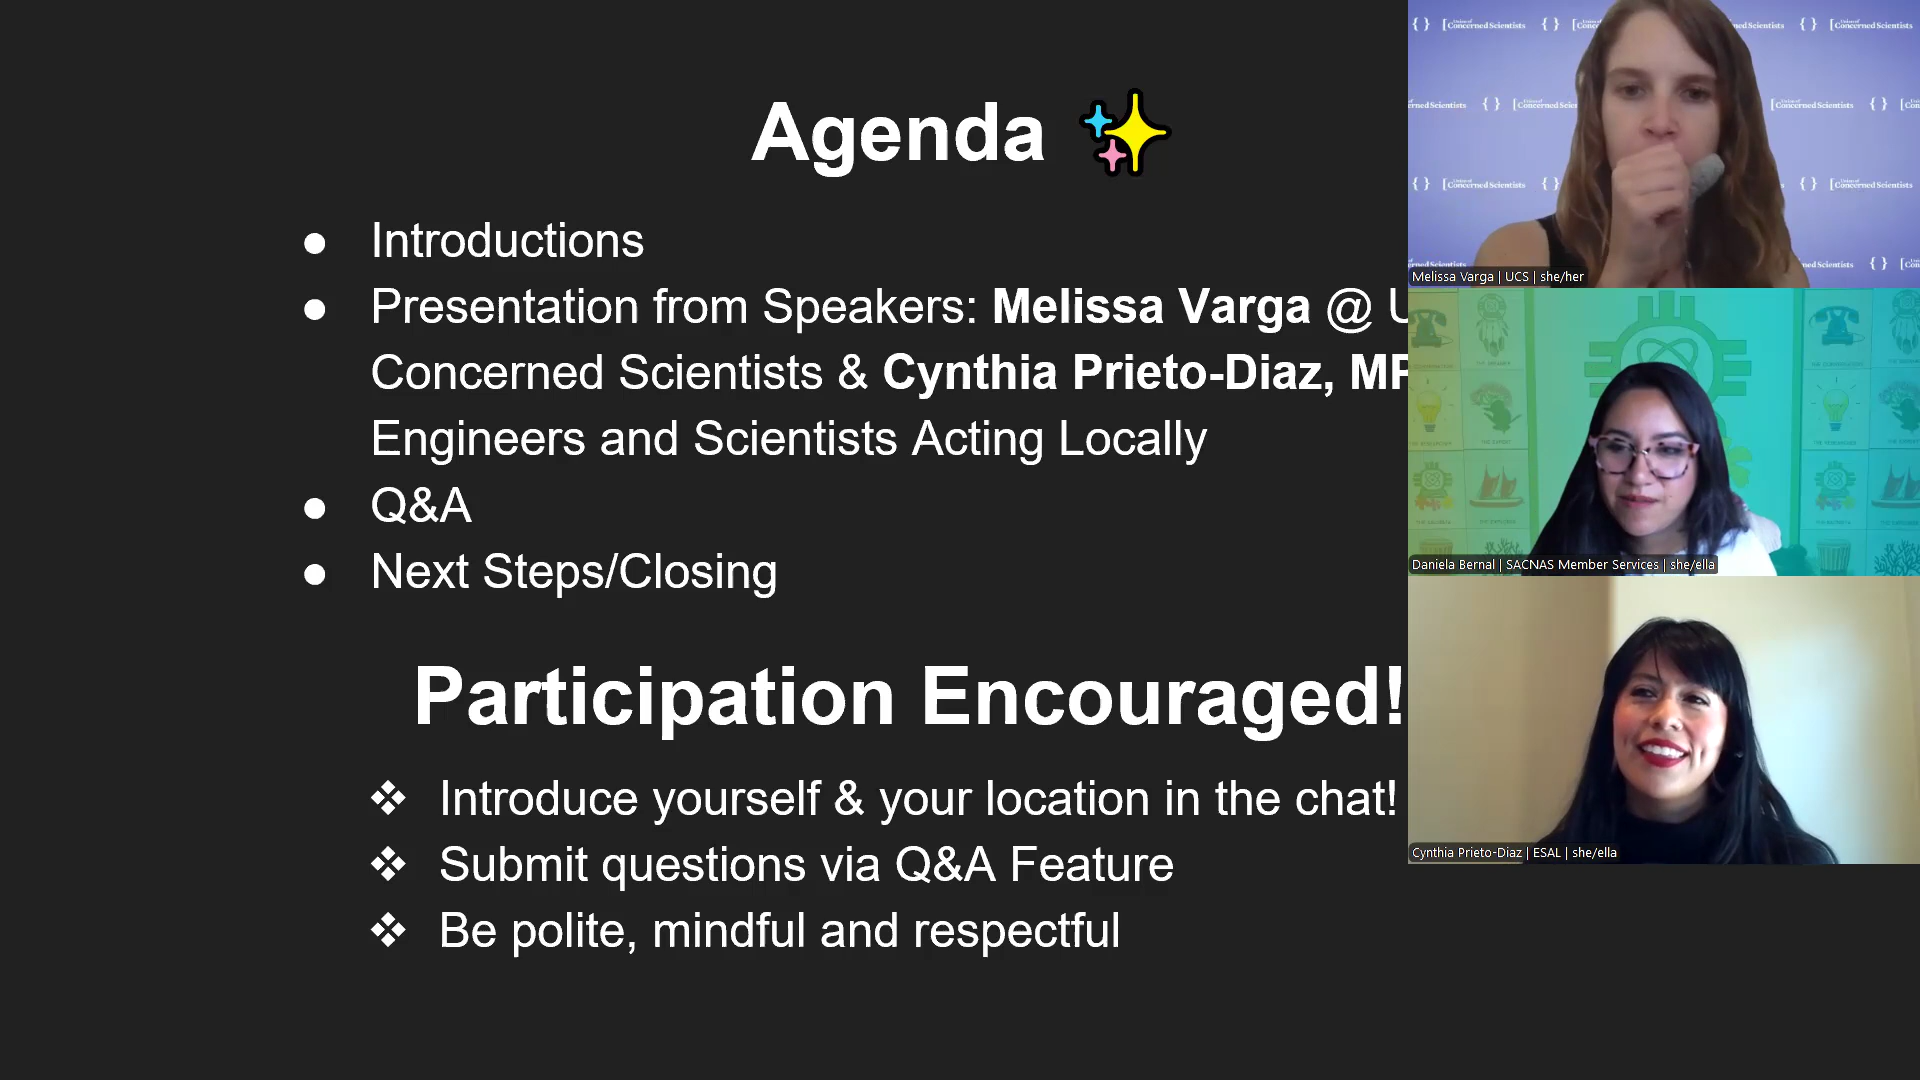 Agenda
● Introductions
● Presentation from Speakers: Melissa Varga @
Concerned Scientists & Cynthia Prieto-Diaz,
Engineers and Scientists Acting Locally
● Q&A
● Next Steps/Closing
Participation Encouraged!
❖ Introduce yourself & your location in the chat!
❖ Submit questions via Q&A Feature
❖ Be polite, mindful and respectful
{ } [Union of Concerned Scientists
Melissa Varga | UCS | she/her
Daniela Bernal | SACNAS Member Services | she/ella
Cynthia Prieto-Diaz | ESAL | she/ella